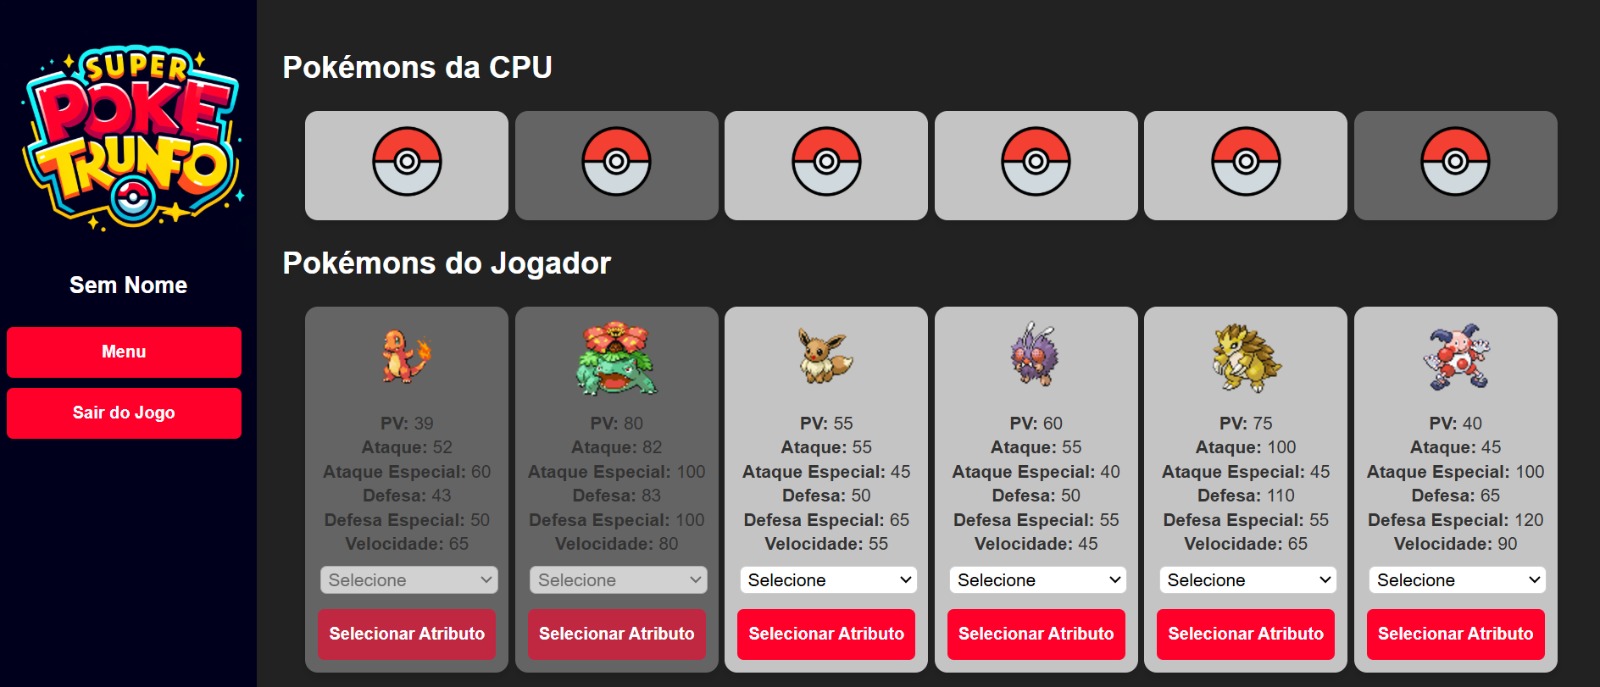 SUPER
POKÉ
TRUNFO
Sem Nome
Menu
Sair do Jogo
Pokémons da CPU
Pokémons do Jogador
PV: 39
Ataque: 52
Ataque Especial: 60
Defesa: 43
Defesa Especial: 50
Velocidade: 65
Selecione
Selecionar Atributo
PV: 80
Ataque: 82
Ataque Especial: 100
Defesa: 83
Defesa Especial: 100
Velocidade: 80
Selecione
Selecionar Atributo
PV: 55
Ataque: 55
Ataque Especial: 45
Defesa: 50
Defesa Especial: 65
Velocidade: 55
Selecione
Selecionar Atributo
PV: 60
Ataque: 55
Ataque Especial: 40
Defesa: 50
Defesa Especial: 55
Velocidade: 45
Selecione
Selecionar Atributo
PV: 75
Ataque: 100
Ataque Especial: 45
Defesa: 110
Defesa Especial: 55
Velocidade: 65
Selecione
Selecionar Atributo
PV: 40
Ataque: 45
Ataque Especial: 100
Defesa: 65
Defesa Especial: 120
Velocidade: 90
Selecione
Selecionar Atributo